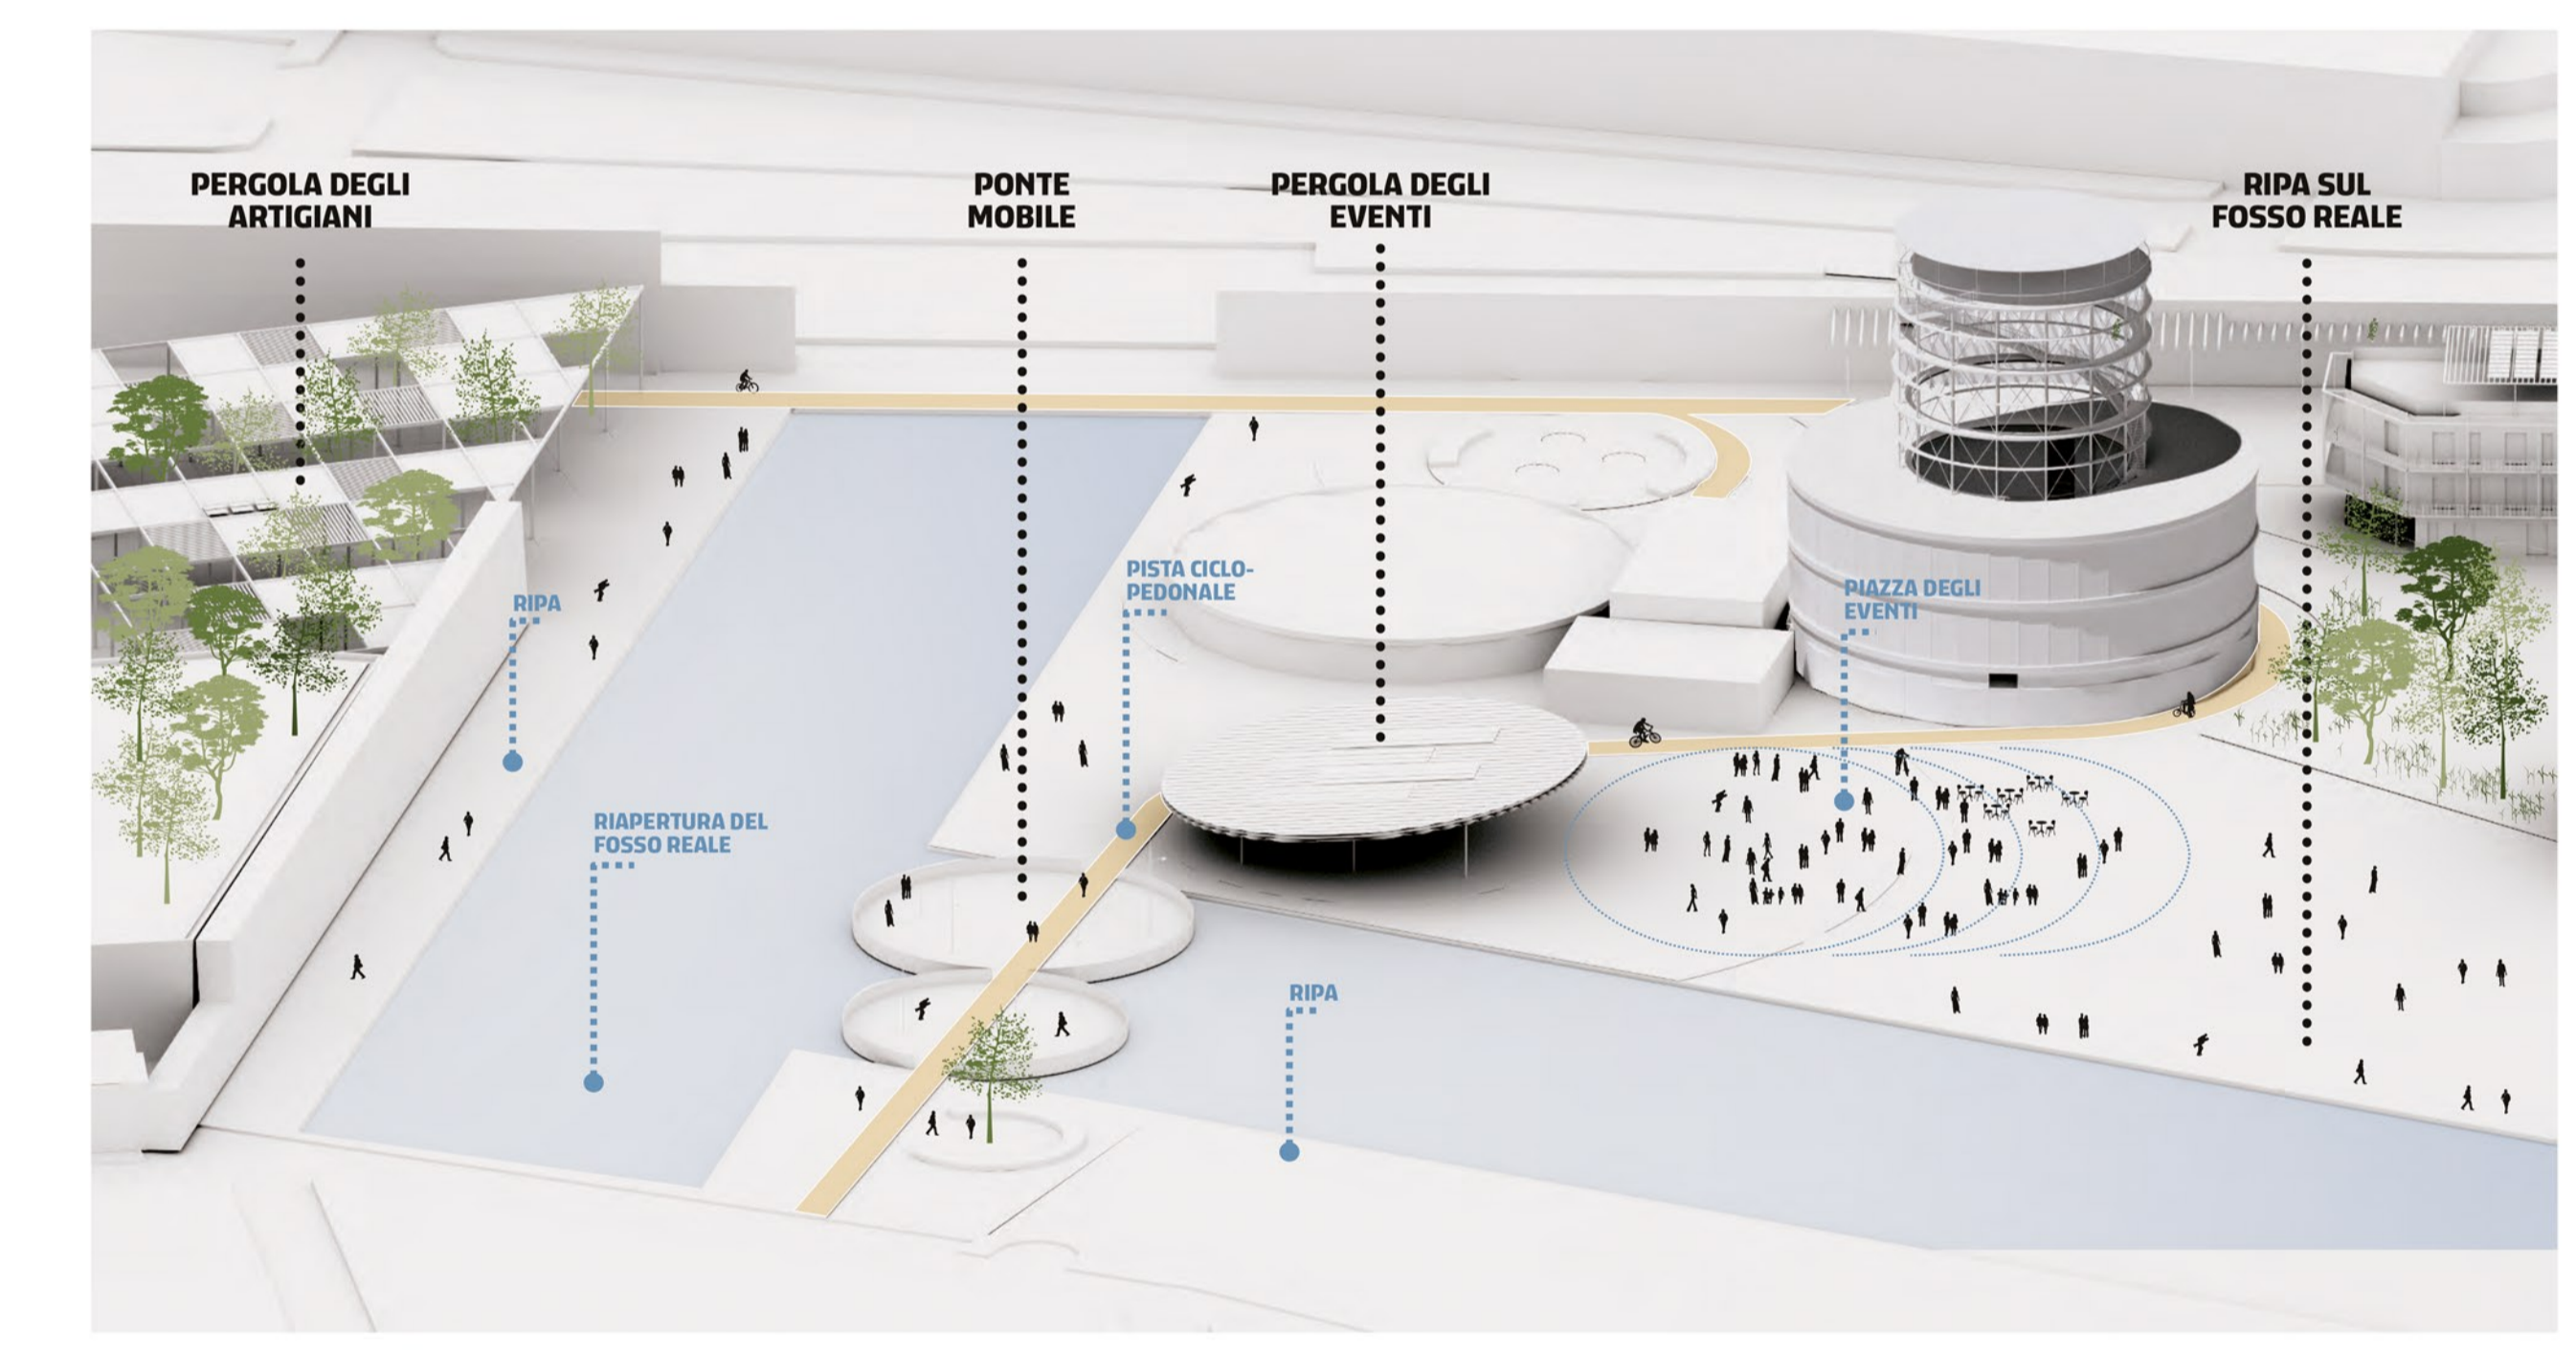 PERGOLA DEGLI
ARTIGIANI
PONTE
MOBILE
PERGOLA DEGLI
EVENTI
RIPA SUL
FOSSO REALE
PISTA CICLO-
PEDONALE
PIAZZA DEGLI
EVENTI
RIPA
RIAPERTURA DEL
FOSSO REALE
RIPA